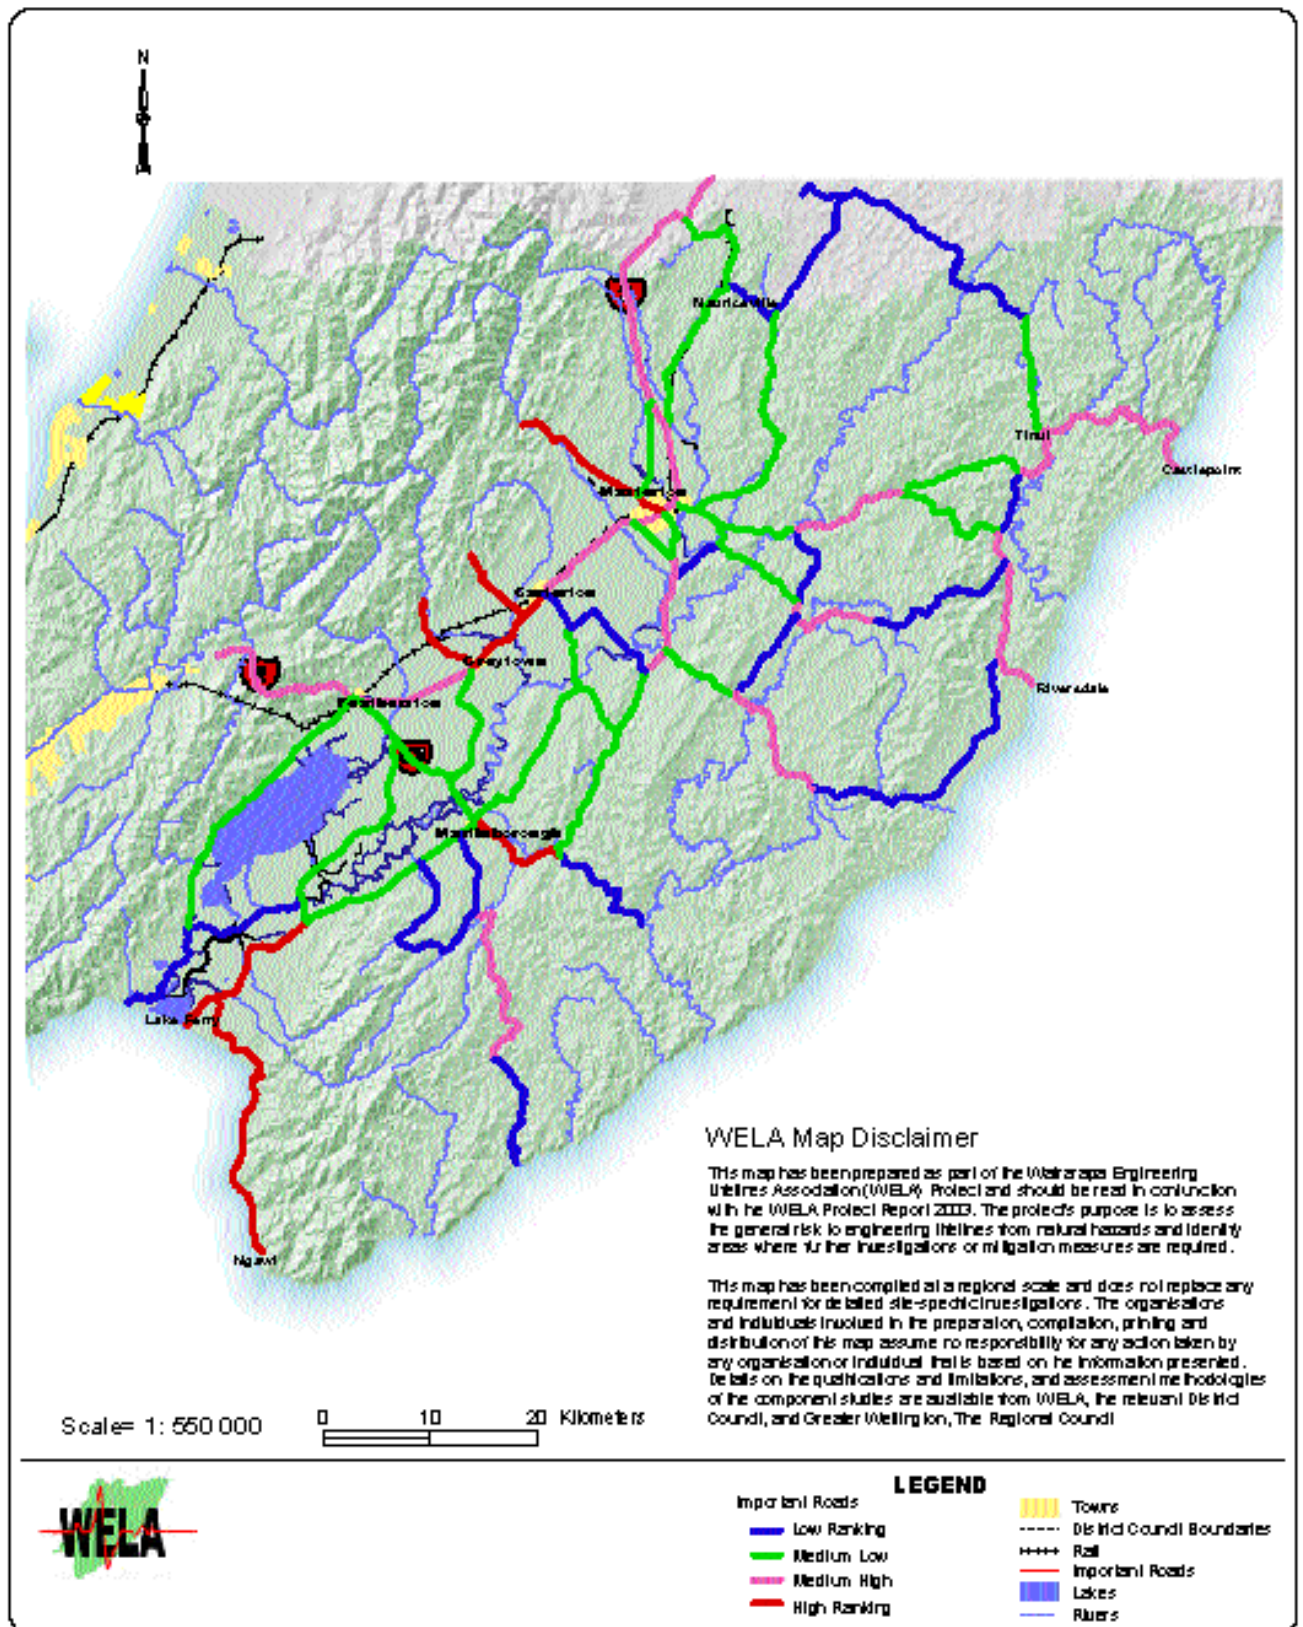 N
Mauriceville
Tinui
Castlepoint
Masterton
Carterton
Greytown
Featherston
Riversdale
Martinborough
Lake Ferry
Ngawi
WELA Map Disclaimer
This map has been prepared as part of the Wairarapa Engineering
Lifelines Association (WELA) Project and should be read in conjunction
with the WELA Project Report 2003. The project's purpose is to assess
the general risk to engineering lifelines from natural hazards and identify
areas where further investigations or mitigation measures are required.
This map has been compiled at a regional scale and does not replace any
requirement for detailed site-specific investigations. The organisations
and individuals involved in the preparation, compilation, printing and
distribution of this map assume no responsibility for any action taken by
any organisation or individual that is based on the information presented.
Details on the qualifications and limitations, and assessment methodologies
of the component studies are available from WELA, the relevant District
Council, and Greater Wellington, The Regional Council
Scale= 1: 550 000
0 10 20 Kilometers
WELA
LEGEND
Important Roads
Low Ranking
Medium Low
Medium High
High Ranking
Towns
District Council Boundaries
Rail
Important Roads
Lakes
Rivers